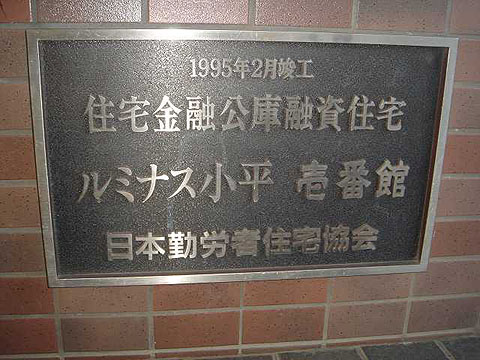 1995年2月竣工
住宅金融公庫融資住宅
ルミナス小平 壱番館
日本勤労者住宅協会